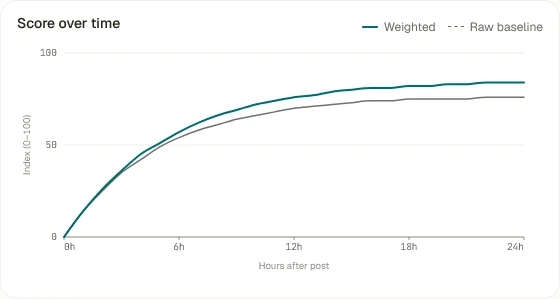 Score over time
Weighted
Raw baseline
100
50
0
Index (0–100)
0h
6h
12h
18h
24h
Hours after post